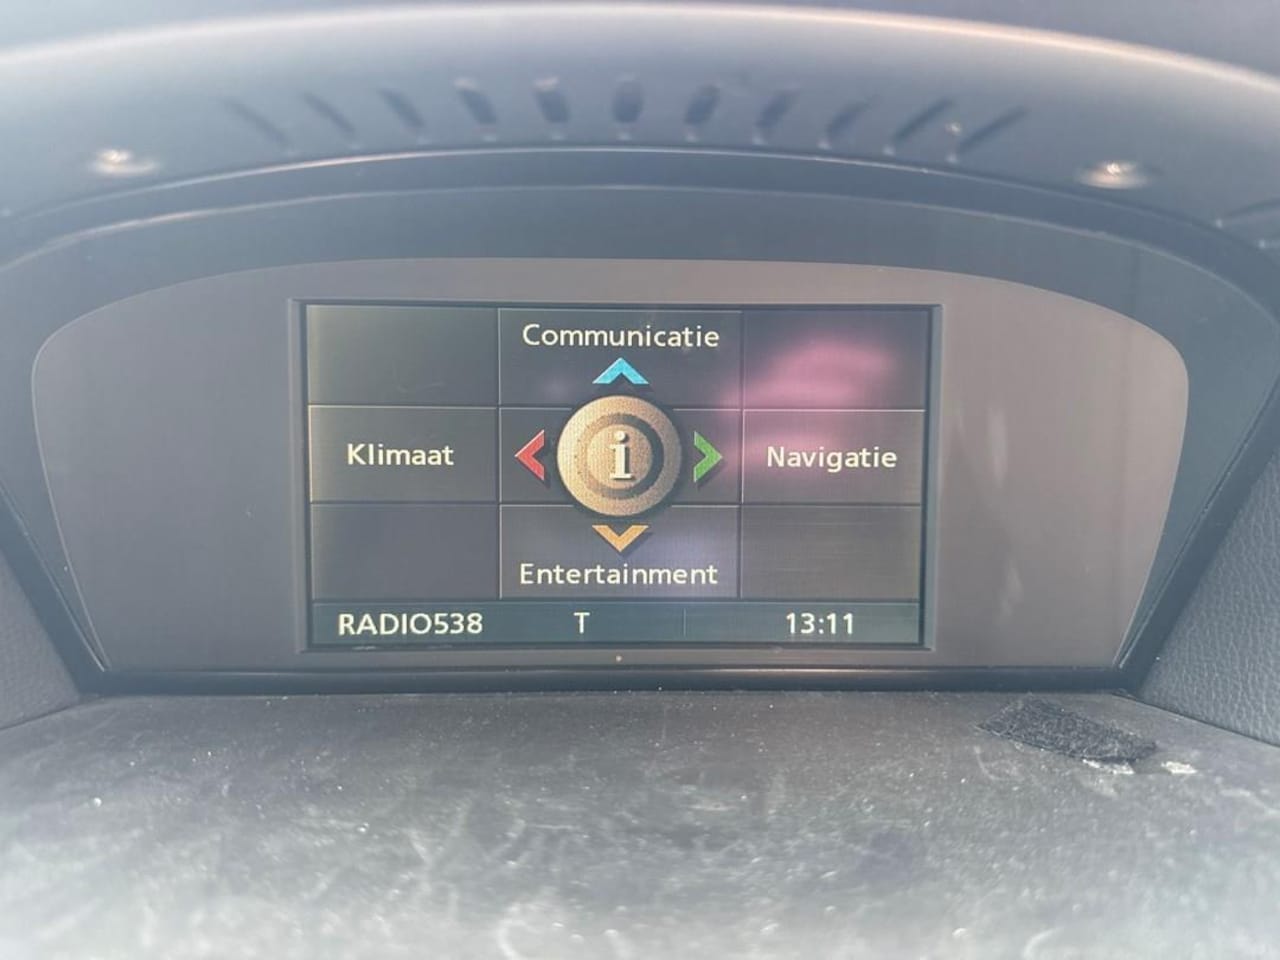 Communicatie
Klimaat
i
Navigatie
Entertainment
RADIO538 T 13:11